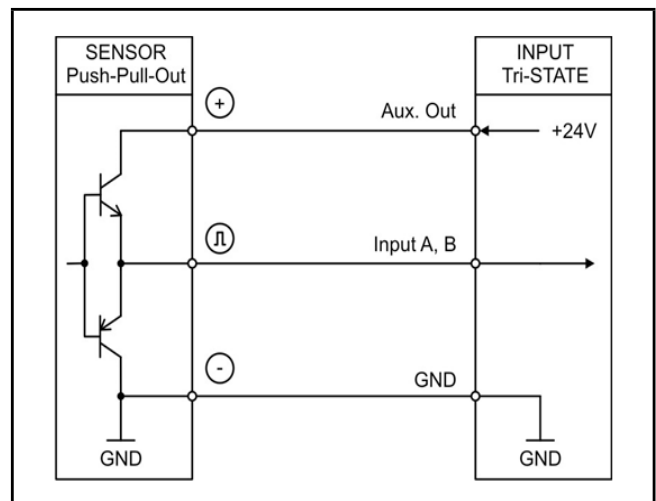 SENSOR
Push-Pull-Out
INPUT
Tri-STATE
+
Aux. Out
+24V
Input A, B
-
GND
GND
GND